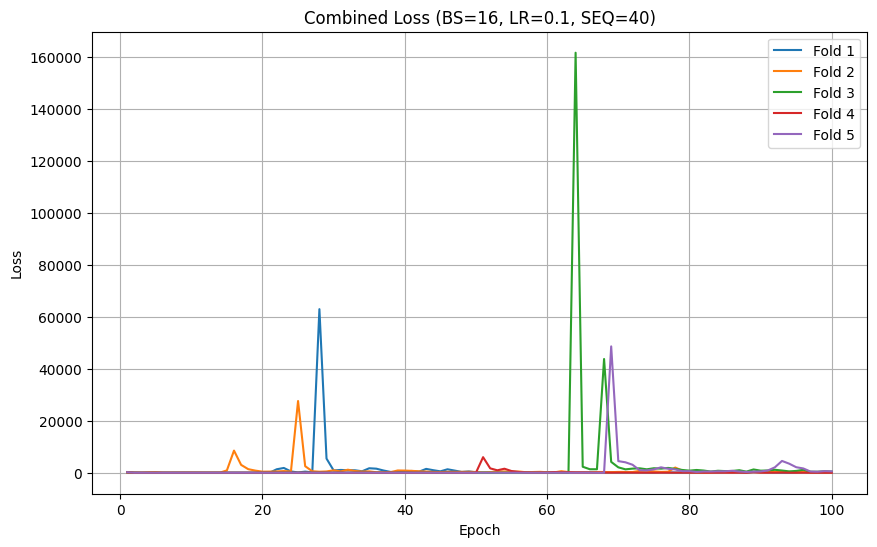 Combined Loss (BS=16, LR=0.1, SEQ=40)
Fold 1
Fold 2
Fold 3
Fold 4
Fold 5
Loss
160000
140000
120000
100000
80000
60000
40000
20000
0
0 20 40 60 80 100
Epoch